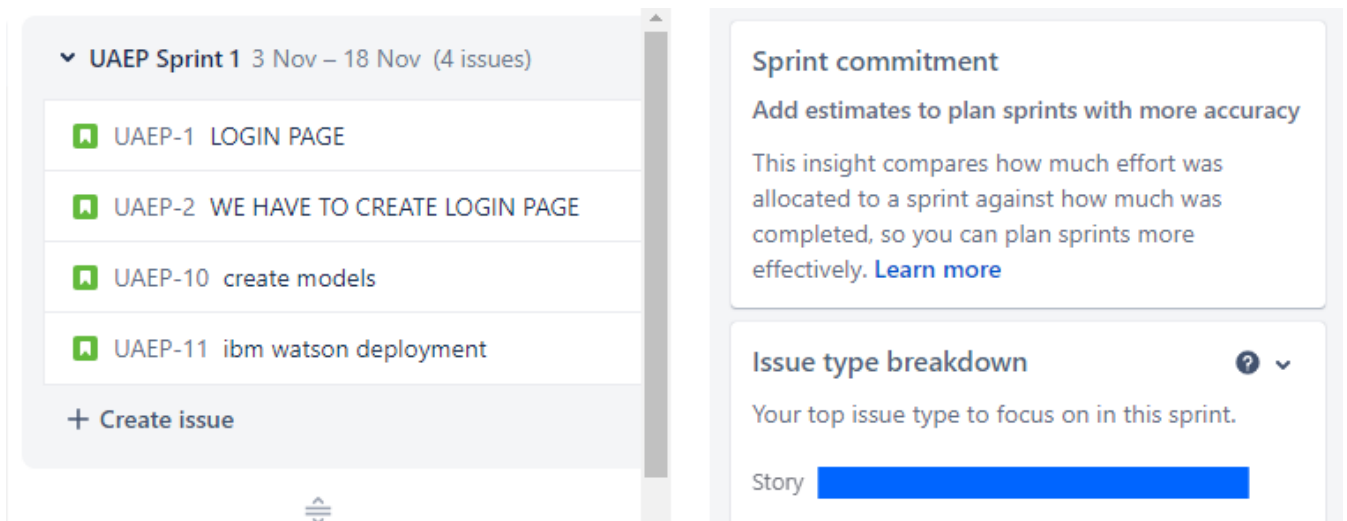 UAEP Sprint 1 3 Nov – 18 Nov (4 issues)
UAEP-1 LOGIN PAGE
UAEP-2 WE HAVE TO CREATE LOGIN PAGE
UAEP-10 create models
UAEP-11 ibm watson deployment
+ Create issue
Sprint commitment
Add estimates to plan sprints with more accuracy
This insight compares how much effort was
allocated to a sprint against how much was
completed, so you can plan sprints more
effectively. Learn more
Issue type breakdown
Your top issue type to focus on in this sprint.
Story